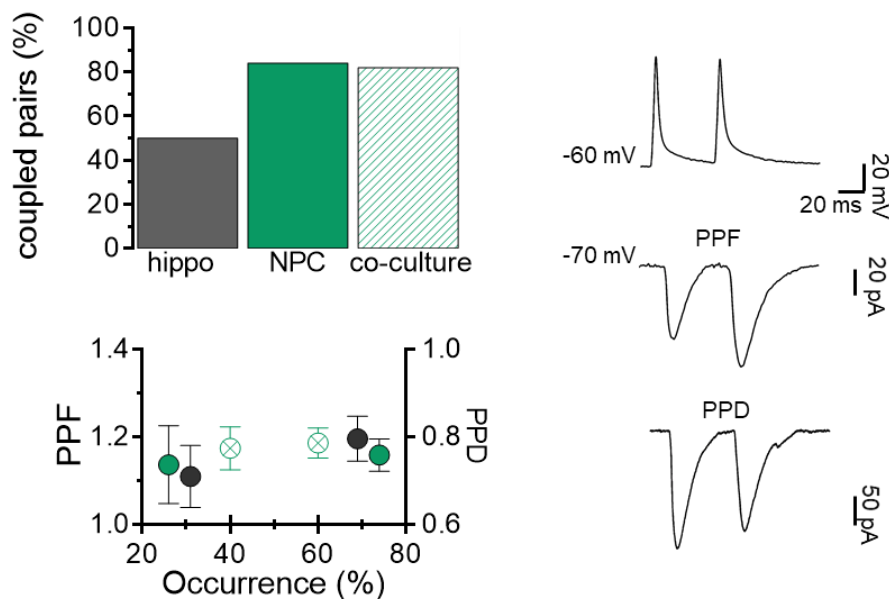 coupled pairs (%)
100
80
60
40
20
0
hippo NPC co-culture
-60 mV
20 mV
20 ms
-70 mV
PPF
20 pA
PPD
50 pA
PPF
1.4
1.2
1.0
PPD
1.0
0.8
0.6
20 40 60 80
Occurrence (%)